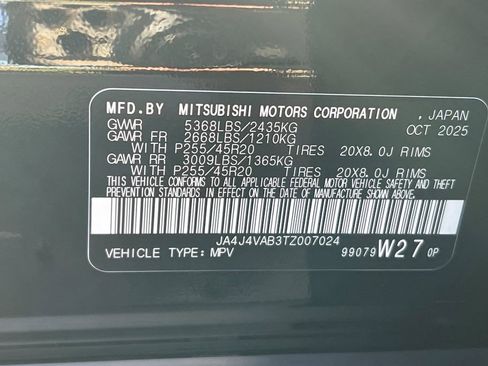 MFD.BY MITSUBISHI MOTORS CORPORATION , JAPAN
GVWR 5368LBS/2435KG OCT 2025
GAWR FR 2668LBS/1210KG
WITH P255/45R20 TIRES 20X8.0J RIMS
GAWR RR 3009LBS/1365KG
WITH P255/45R20 TIRES 20X8.0J RIMS
THIS VEHICLE CONFORMS TO ALL APPLICABLE FEDERAL MOTOR VEHICLE SAFETY AND THEFT
PREVENTION STANDARDS IN EFFECT ON THE DATE OF MANUFACTURE SHOWN ABOVE.
JA4J4VAB3TZ007024
VEHICLE TYPE: MPV 99079 W27 0P